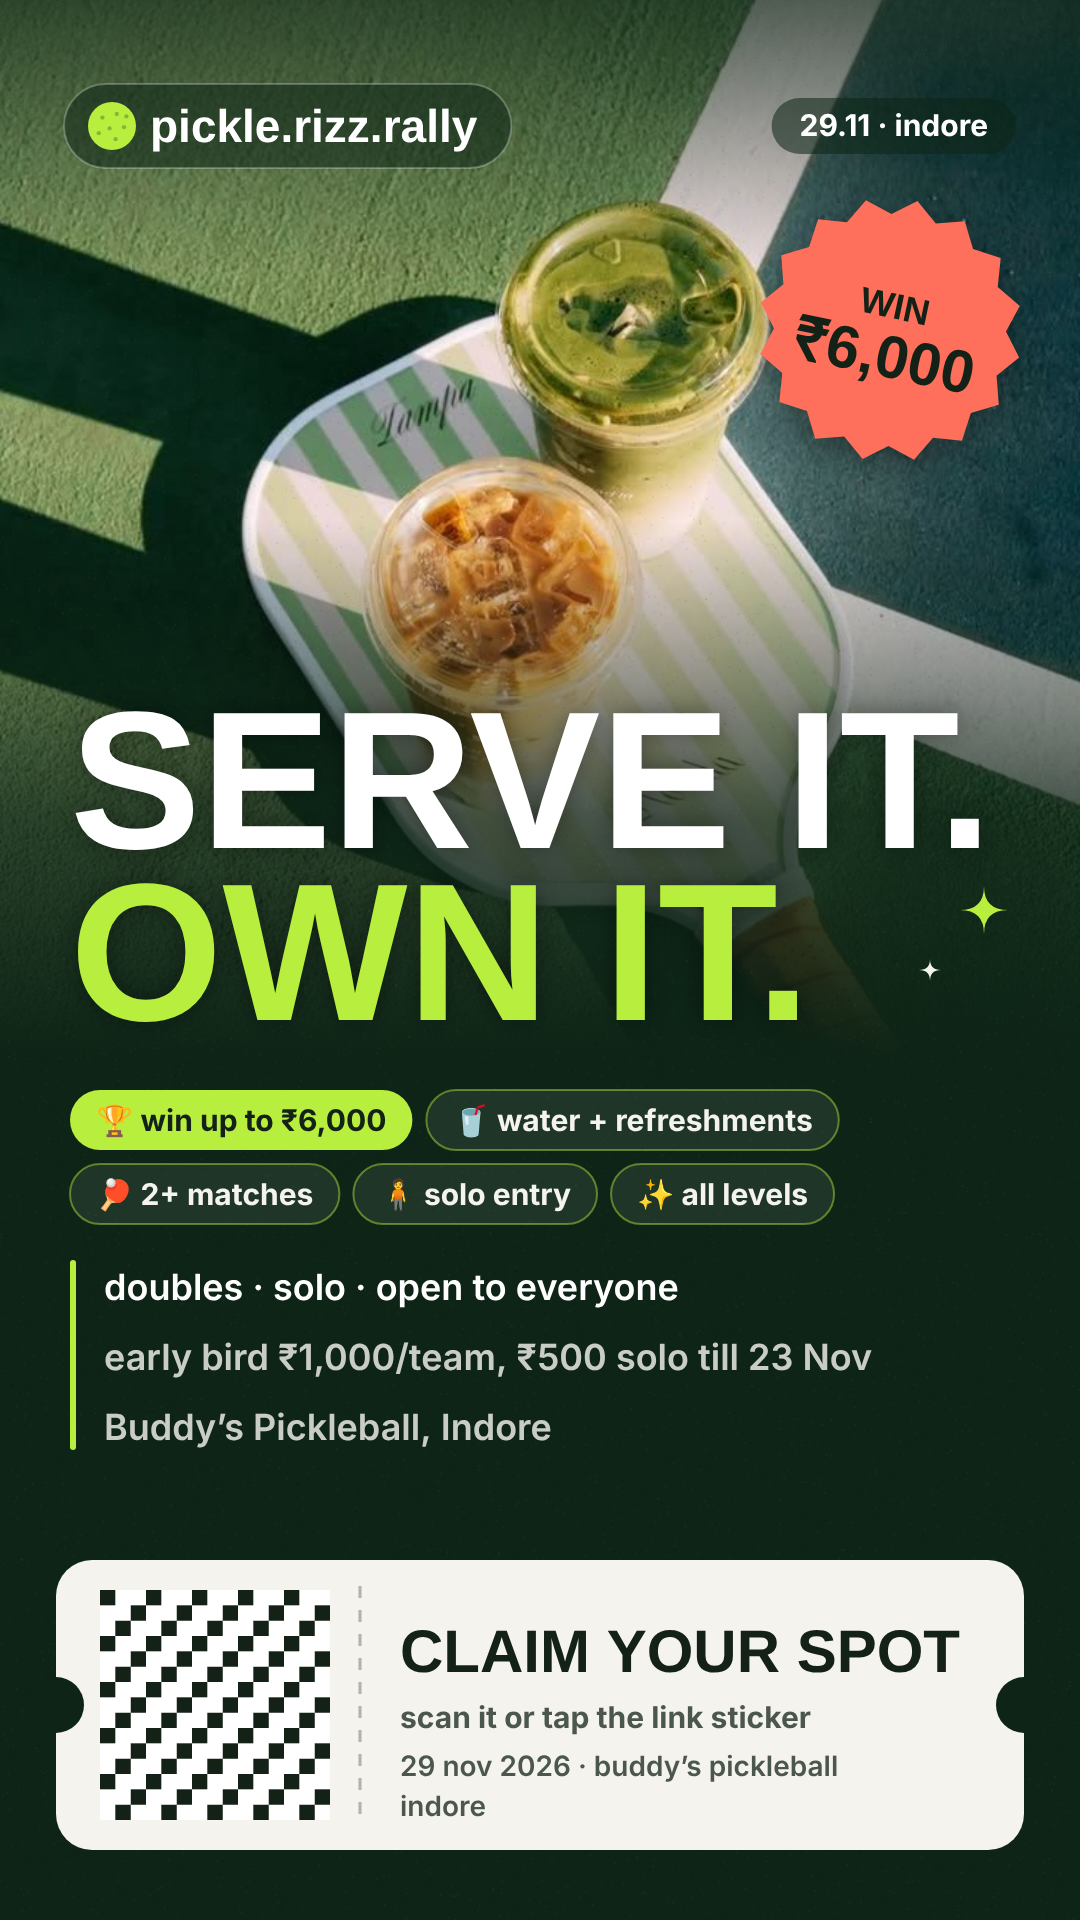 pickle.rizz.rally
29.11 · indore
WIN
₹6,000
Tampa
SERVE IT.
OWN IT.
🏆 win up to ₹6,000
🥤 water + refreshments
🏓 2+ matches
🧍 solo entry
✨ all levels
doubles · solo · open to everyone
early bird ₹1,000/team, ₹500 solo till 23 Nov
Buddy’s Pickleball, Indore
CLAIM YOUR SPOT
scan it or tap the link sticker
29 nov 2026 · buddy’s pickleball
indore